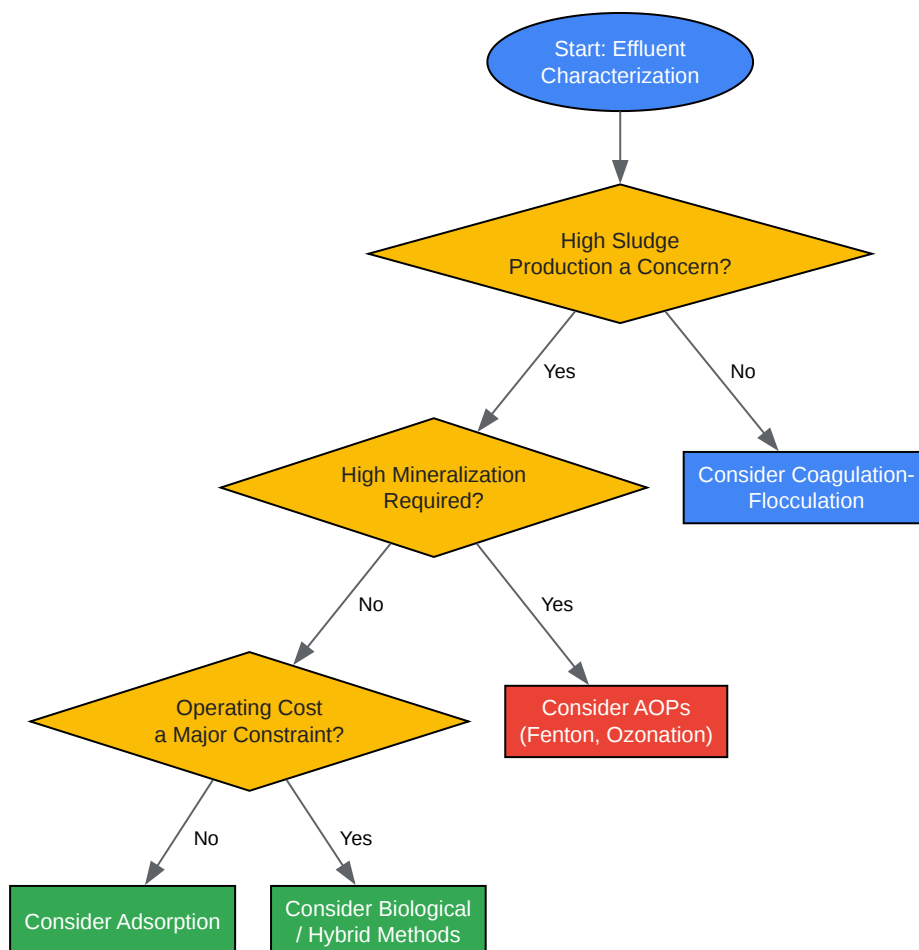 Start: Effluent
Characterization
High Sludge
Production a Concern?
Yes
No
High Mineralization
Required?
Consider Coagulation-
Flocculation
No
Yes
Operating Cost
a Major Constraint?
Consider AOPs
(Fenton, Ozonation)
No
Yes
Consider Adsorption
Consider Biological
/ Hybrid Methods